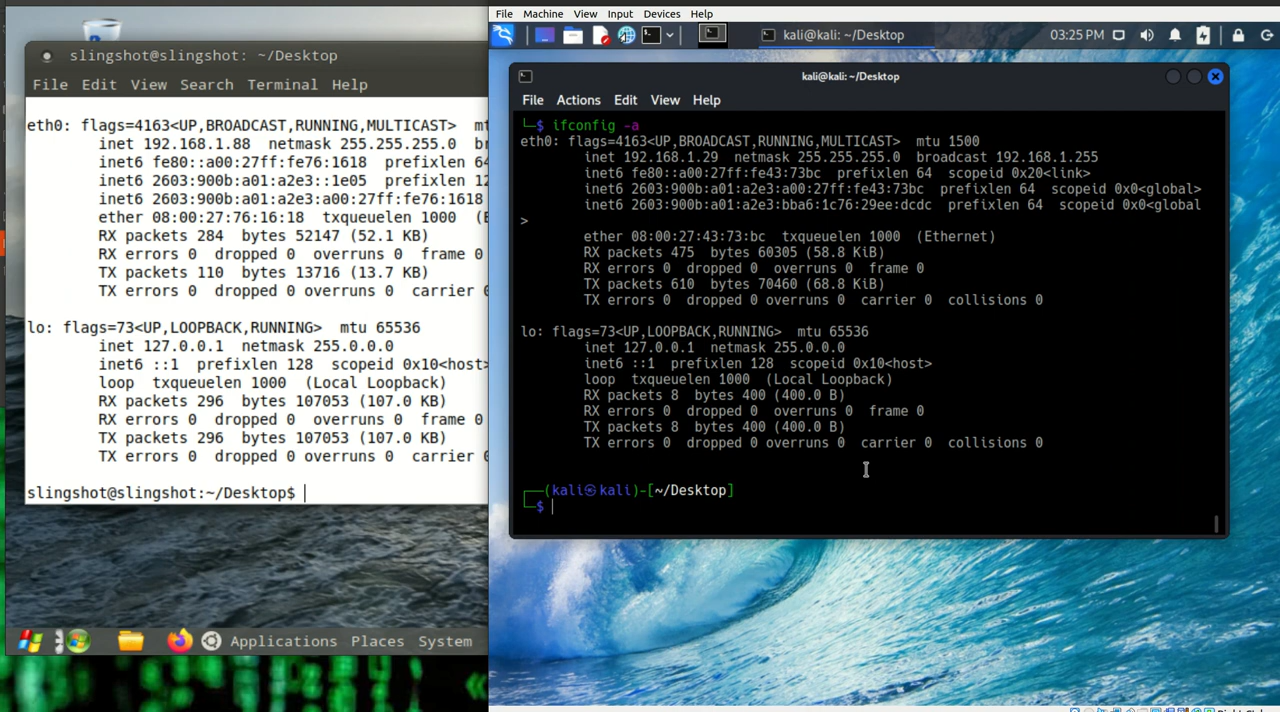 slingshot@slingshot: ~/Desktop
File Edit View Search Terminal Help
eth0: flags=4163<UP,BROADCAST,RUNNING,MULTICAST>
inet 192.168.1.88 netmask 255.255.255.0
inet6 fe80::a00:27ff:fe76:1618 prefixlen
inet6 2603:900b:a01:a2e3::1e05 prefixlen
inet6 2603:900b:a01:a2e3:a00:27ff:fe76:1618
ether 08:00:27:76:16:18 txqueuelen 1000
RX packets 284 bytes 52147 (52.1 KB)
RX errors 0 dropped 0 overruns 0 frame 0
TX packets 110 bytes 13716 (13.7 KB)
TX errors 0 dropped 0 overruns 0 carrier
lo: flags=73<UP,LOOPBACK,RUNNING> mtu 65536
inet 127.0.0.1 netmask 255.0.0.0
inet6 ::1 prefixlen 128 scopeid 0x10<host>
loop txqueuelen 1000 (Local Loopback)
RX packets 296 bytes 107053 (107.0 KB)
RX errors 0 dropped 0 overruns 0 frame 0
TX packets 296 bytes 107053 (107.0 KB)
TX errors 0 dropped 0 overruns 0 carrier
slingshot@slingshot:~/Desktop$
Applications Places System
File Machine View Input Devices Help
kali@kali: ~/Desktop
03:25 PM
kali@kali: ~/Desktop
File Actions Edit View Help
└─$ ifconfig -a
eth0: flags=4163<UP,BROADCAST,RUNNING,MULTICAST> mtu 1500
inet 192.168.1.29 netmask 255.255.255.0 broadcast 192.168.1.255
inet6 fe80::a00:27ff:fe43:73bc prefixlen 64 scopeid 0x20<link>
inet6 2603:900b:a01:a2e3:a00:27ff:fe43:73bc prefixlen 64 scopeid 0x0<global>
inet6 2603:900b:a01:a2e3:bba6:1c76:29ee:dcdc prefixlen 64 scopeid 0x0<global
>
ether 08:00:27:43:73:bc txqueuelen 1000 (Ethernet)
RX packets 475 bytes 60305 (58.8 KiB)
RX errors 0 dropped 0 overruns 0 frame 0
TX packets 610 bytes 70460 (68.8 KiB)
TX errors 0 dropped 0 overruns 0 carrier 0 collisions 0
lo: flags=73<UP,LOOPBACK,RUNNING> mtu 65536
inet 127.0.0.1 netmask 255.0.0.0
inet6 ::1 prefixlen 128 scopeid 0x10<host>
loop txqueuelen 1000 (Local Loopback)
RX packets 8 bytes 400 (400.0 B)
RX errors 0 dropped 0 overruns 0 frame 0
TX packets 8 bytes 400 (400.0 B)
TX errors 0 dropped 0 overruns 0 carrier 0 collisions 0
┌──(kali㉿kali)-[~/Desktop]
└─$